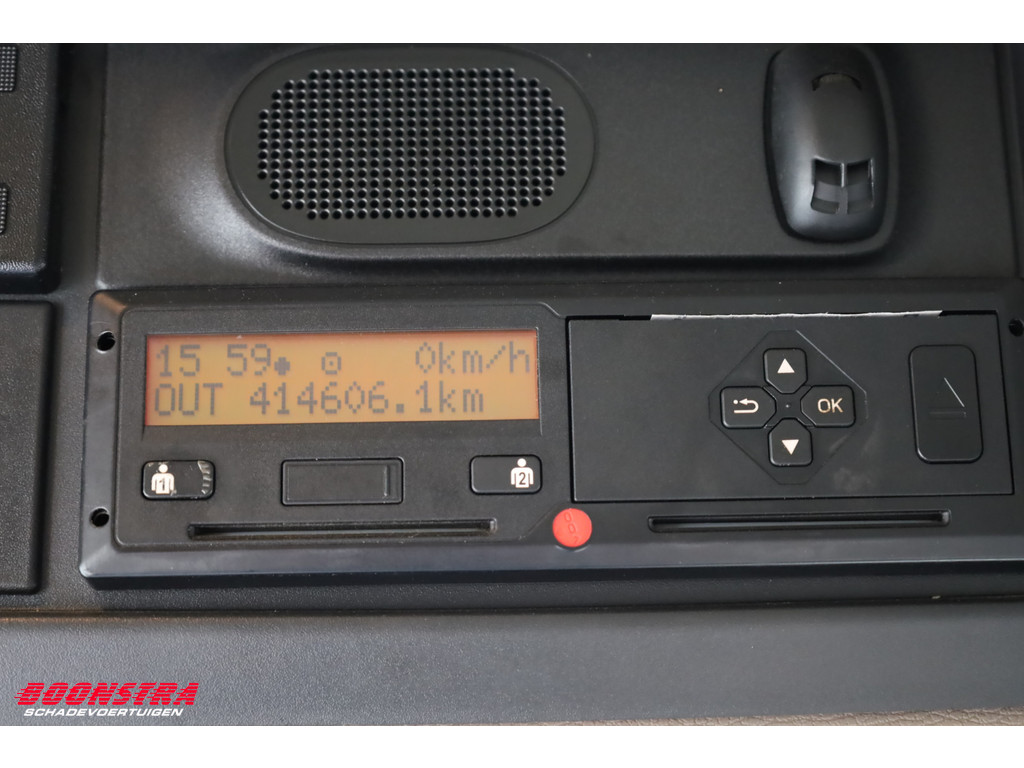 15 59 0km/h
OUT 414606.1km
OK
1
2
BOONSTRA
SCHADEVOERTUIGEN